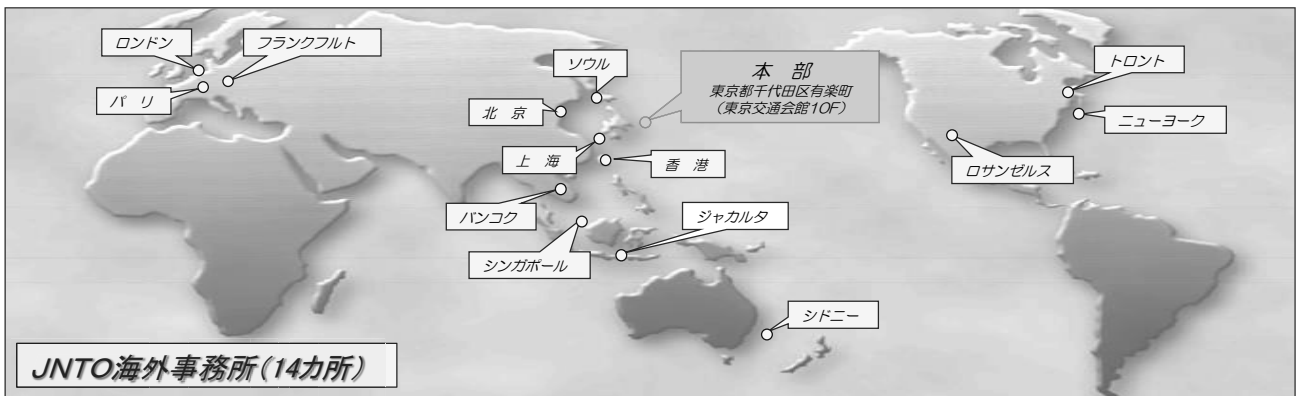 ロンドン
フランクフルト
パ リ
ソウル
北 京
上 海
香 港
バンコク
シンガポール
ジャカルタ
シドニー
本 部
東京都千代田区有楽町
（東京交通会館10F）
トロント
ニューヨーク
ロサンゼルス
JNTO海外事務所（14カ所）